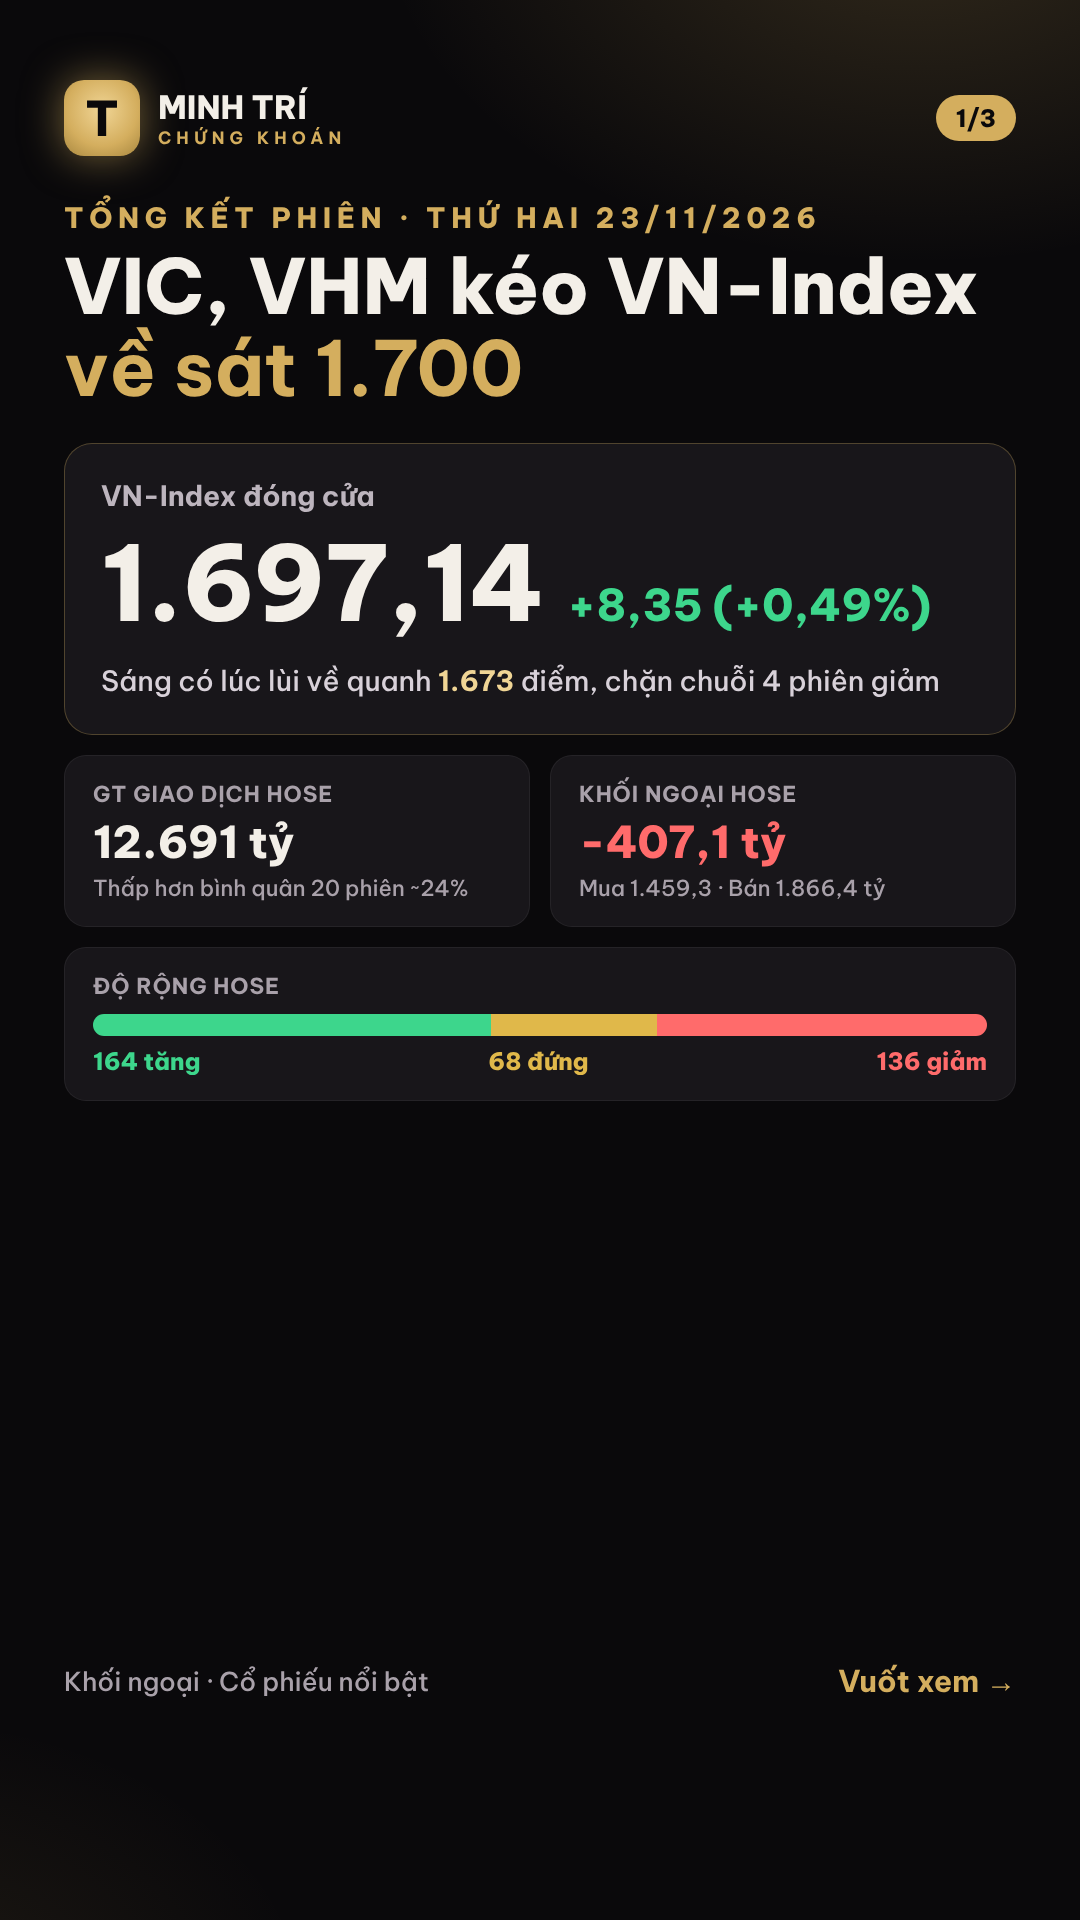 T
MINH TRÍ
CHỨNG KHOÁN
1/3
TỔNG KẾT PHIÊN · THỨ HAI 23/11/2026
VIC, VHM kéo VN-Index
về sát 1.700
VN-Index đóng cửa
1.697,14 +8,35 (+0,49%)
Sáng có lúc lùi về quanh 1.673 điểm, chặn chuỗi 4 phiên giảm
GT GIAO DỊCH HOSE
12.691 tỷ
Thấp hơn bình quân 20 phiên ~24%
KHỐI NGOẠI HOSE
-407,1 tỷ
Mua 1.459,3 · Bán 1.866,4 tỷ
ĐỘ RỘNG HOSE
164 tăng 68 đứng 136 giảm
Khối ngoại · Cổ phiếu nổi bật
Vuốt xem →